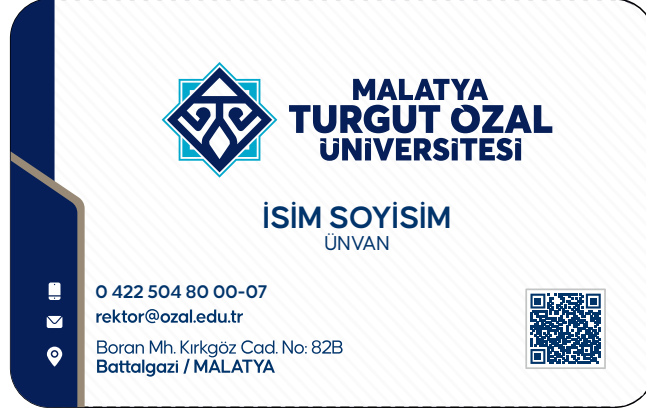 MALATYA
TURGUT ÖZAL
ÜNİVERSİTESİ
İSİM SOYİSİM
ÜNVAN
0 422 504 80 00-07
rektor@ozal.edu.tr
Boran Mh. Kırkgöz Cad. No: 82B
Battalgazi / MALATYA